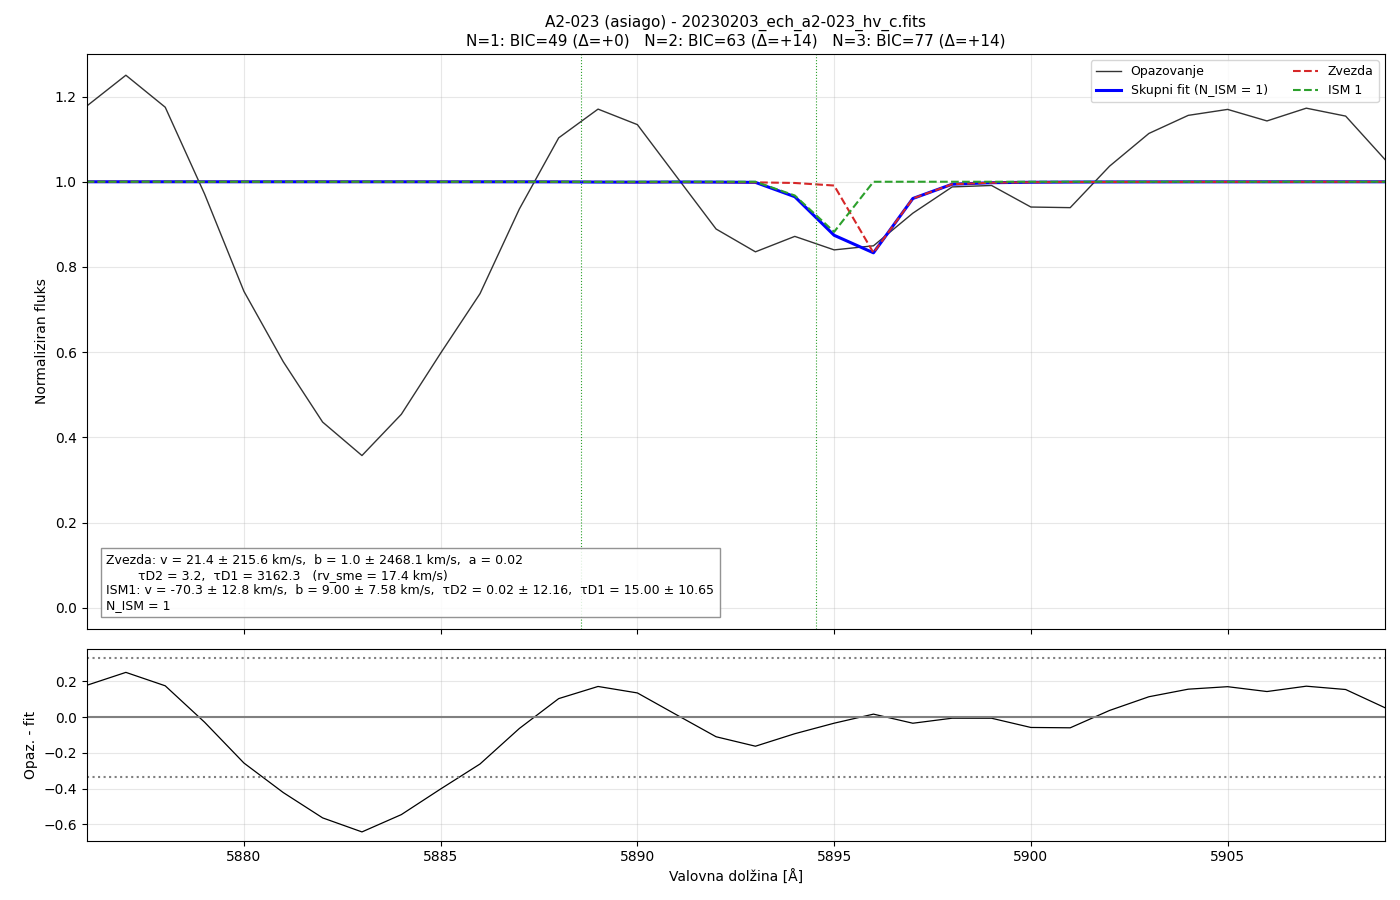 A2-023 (asiago) - 20230203_ech_a2-023_hv_c.fits
N=1: BIC=49 (Δ=+0)   N=2: BIC=63 (Δ=+14)   N=3: BIC=77 (Δ=+14)
Opazovanje
Skupni fit (N_ISM = 1)
Zvezda
ISM 1
Normaliziran fluks
1.2
1.0
0.8
0.6
0.4
0.2
0.0
Zvezda: v = 21.4 ± 215.6 km/s,  b = 1.0 ± 2468.1 km/s,  a = 0.02
τD2 = 3.2,  τD1 = 3162.3   (rv_sme = 17.4 km/s)
ISM1: v = -70.3 ± 12.8 km/s,  b = 9.00 ± 7.58 km/s,  τD2 = 0.02 ± 12.16,  τD1 = 15.00 ± 10.65
N_ISM = 1
Opaz. - fit
0.2
0.0
−0.2
−0.4
−0.6
5880
5885
5890
5895
5900
5905
Valovna dolžina [Å]